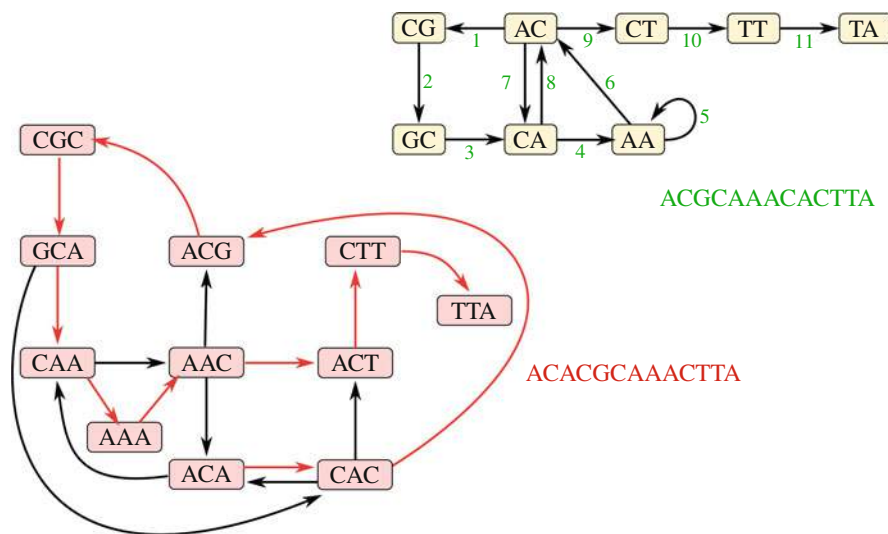 CG AC CT TT TA
1 9 10 11
2 7 8 6 5
GC CA AA
3 4
CGC
ACGCAAACACTTA
GCA ACG CTT
TTA
CAA AAC ACT
ACACGCAAACTTA
AAA
ACA CAC